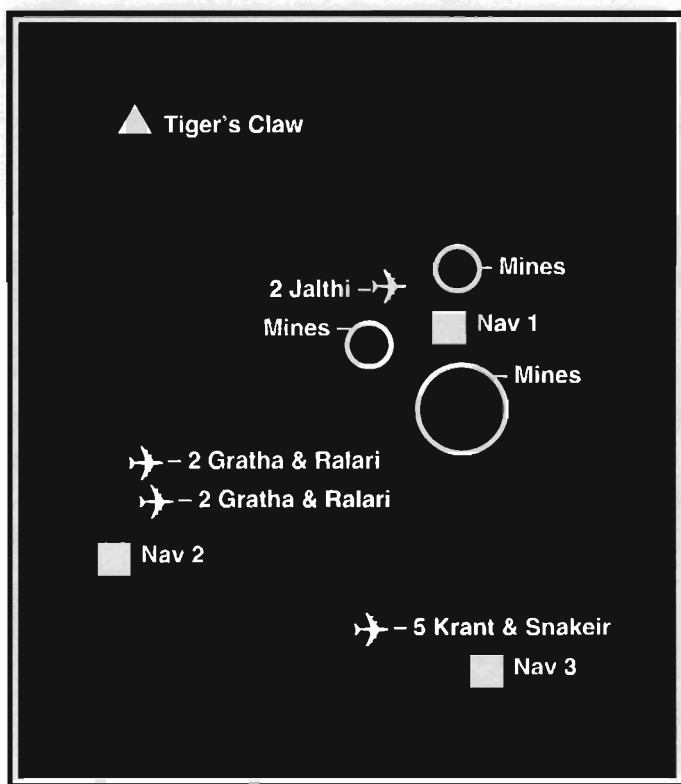 Tiger's Claw
Mines
2 Jalthi
Nav 1
Mines
Mines
2 Gratha & Ralari
2 Gratha & Ralari
Nav 2
5 Krant & Snakeir
Nav 3